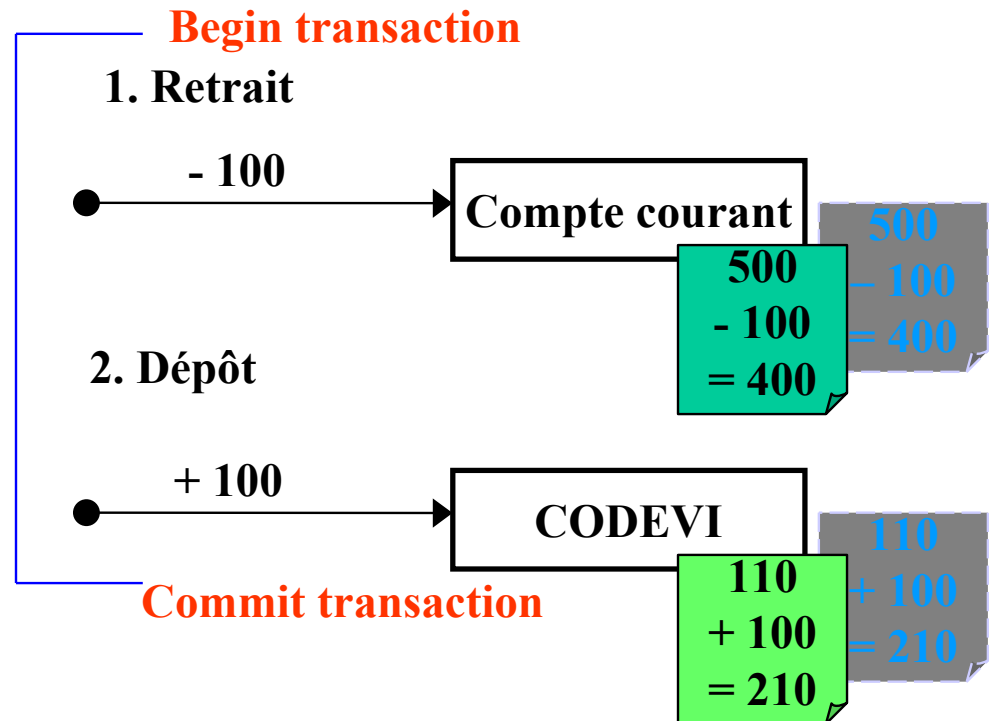 Begin transaction
1. Retrait
- 100
Compte courant
500
- 100
= 400
500
– 100
= 400
2. Dépôt
+ 100
CODEVI
110
+ 100
= 210
110
+ 100
= 210
Commit transaction